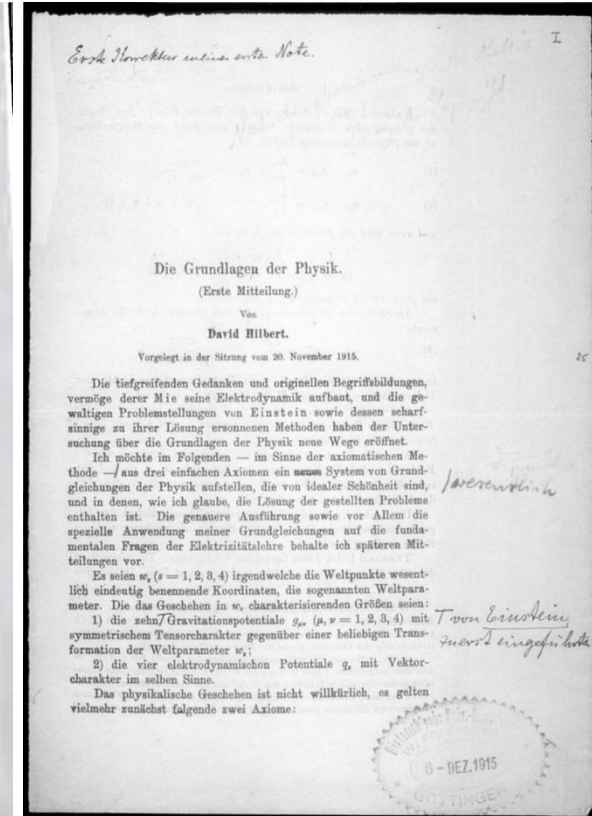 I
Erste Korrektur meiner ersten Note.
Die Grundlagen der Physik.
(Erste Mitteilung.)
Von
David Hilbert.
Vorgelegt in der Sitzung vom 20. November 1915.
Die tiefgreifenden Gedanken und originellen Begriffsbildungen,
vermöge derer Mie seine Elektrodynamik aufbaut, und die ge-
waltigen Problemstellungen von Einstein sowie dessen scharf-
sinnige zu ihrer Lösung ersonnenen Methoden haben der Unter-
suchung über die Grundlagen der Physik neue Wege eröffnet.
Ich möchte im Folgenden — im Sinne der axiomatischen Me-
thode — aus drei einfachen Axiomen ein neues System von Grund-
gleichungen der Physik aufstellen, die von idealer Schönheit sind,
und in denen, wie ich glaube, die Lösung der gestellten Probleme
enthalten ist. Die genauere Ausführung sowie vor Allem die
spezielle Anwendung meiner Grundgleichungen auf die funda-
mentalen Fragen der Elektrizitätslehre behalte ich späteren Mit-
teilungen vor.
/wesentlich
Es seien wₛ (s = 1, 2, 3, 4) irgendwelche die Weltpunkte wesent-
lich eindeutig benennende Koordinaten, die sogenannten Weltpara-
meter. Die das Geschehen in wₛ charakterisierenden Größen seien:
1) die zehn Gravitationspotentiale gμν (μ, ν = 1, 2, 3, 4) mit
symmetrischem Tensorcharakter gegenüber einer beliebigen Trans-
formation der Weltparameter wₛ;
T von Einstein
zuerst eingeführten
2) die vier elektrodynamischon Potentiale qₛ mit Vektor-
charakter im selben Sinne.
Das physikalische Geschehen ist nicht willkürlich, es gelten
vielmehr zunächst folgende zwei Axiome:
6 - DEZ. 1915
GÖTTINGEN